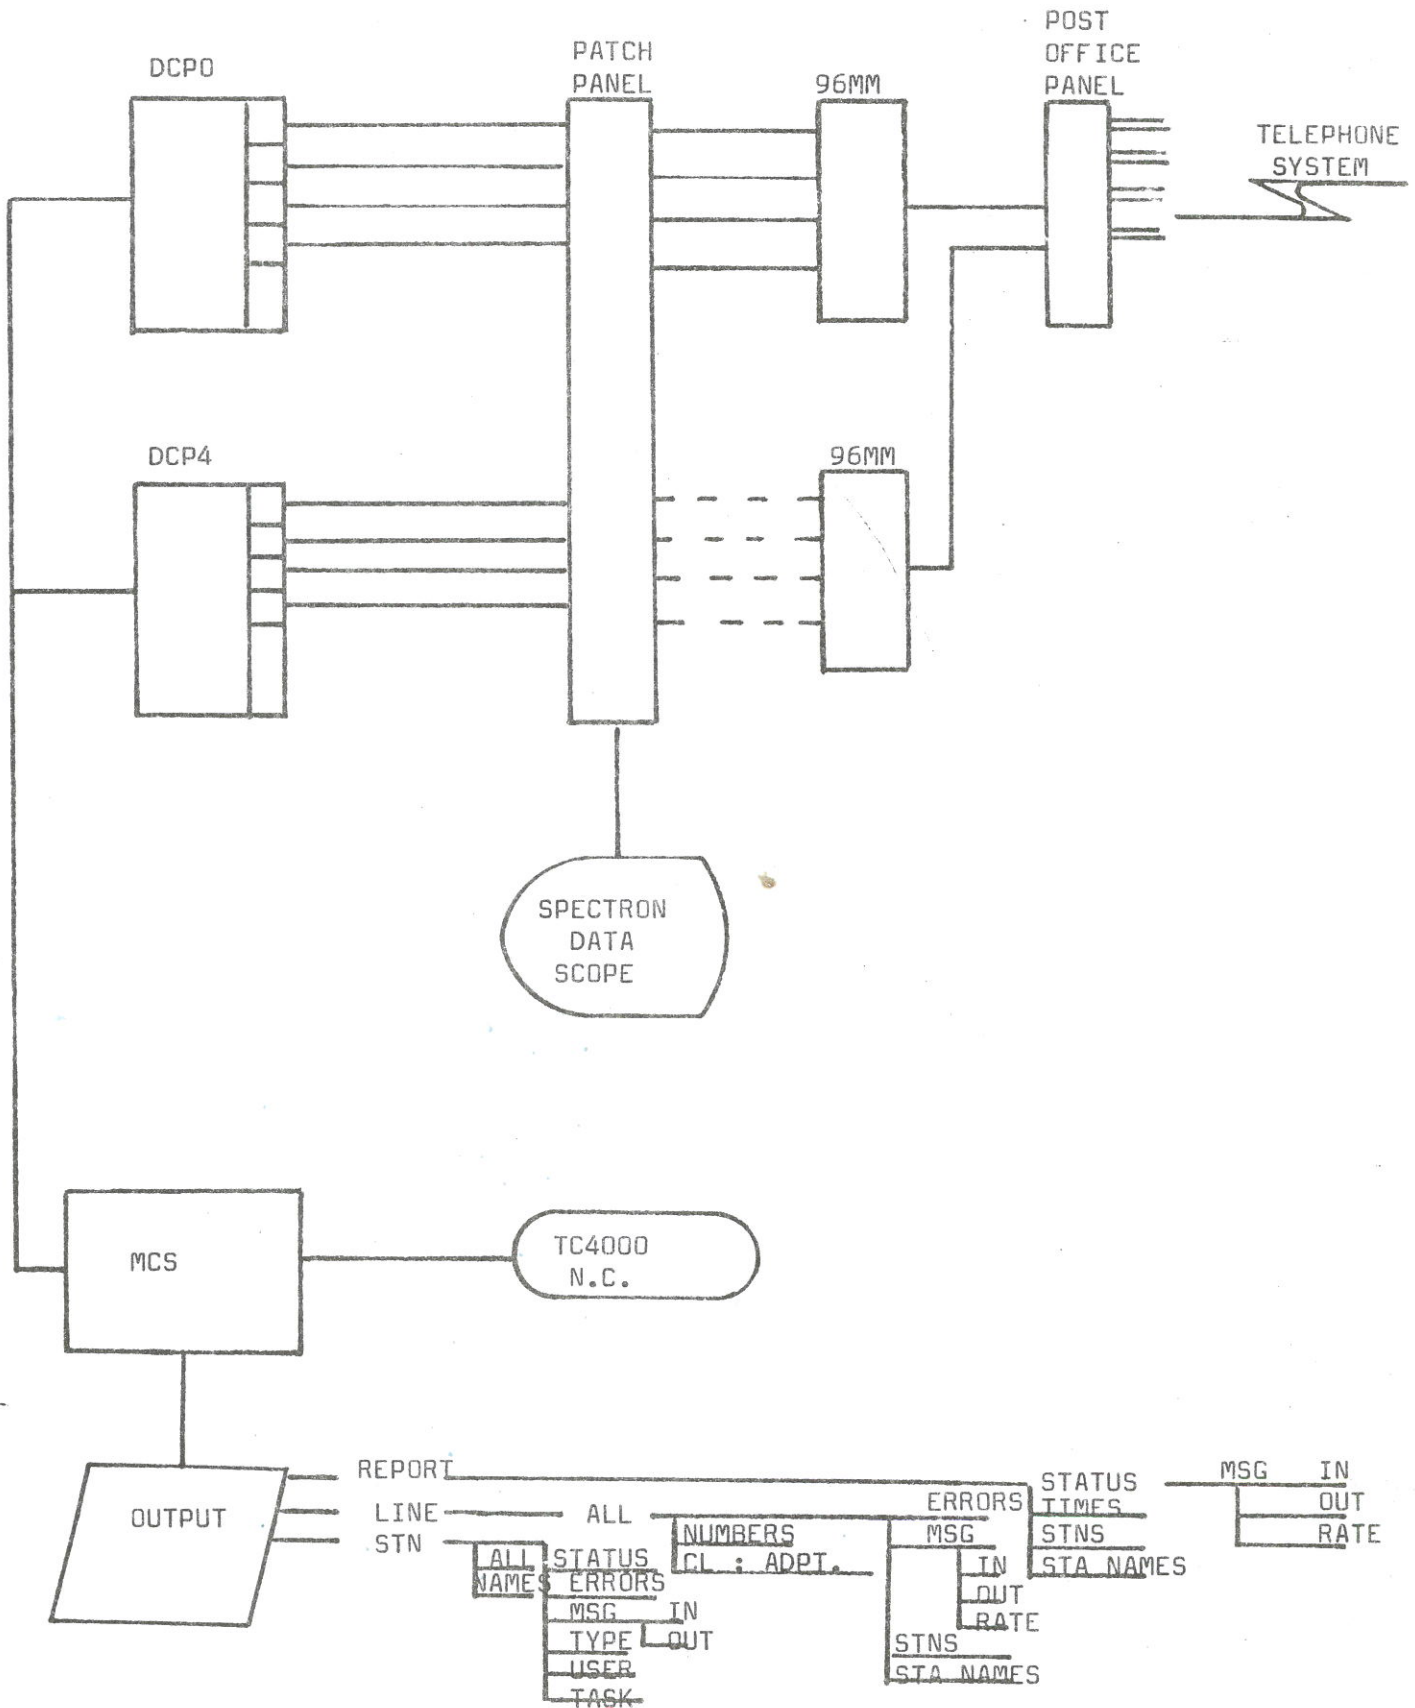 POST
OFFICE
PANEL
PATCH
PANEL
DCP0
96MM
TELEPHONE
SYSTEM
DCP4
96MM
SPECTRON
DATA
SCOPE
MCS
TC4000
N.C.
OUTPUT
REPORT
STATUS
TIMES
STNS
STA NAMES
MSG
IN
OUT
RATE
LINE
ALL
NUMBERS
CL : ADPT.
ERRORS
MSG
IN
OUT
RATE
STNS
STA NAMES
STN
ALL
NAMES
STATUS
ERRORS
MSG
IN
OUT
TYPE
USER
TASK